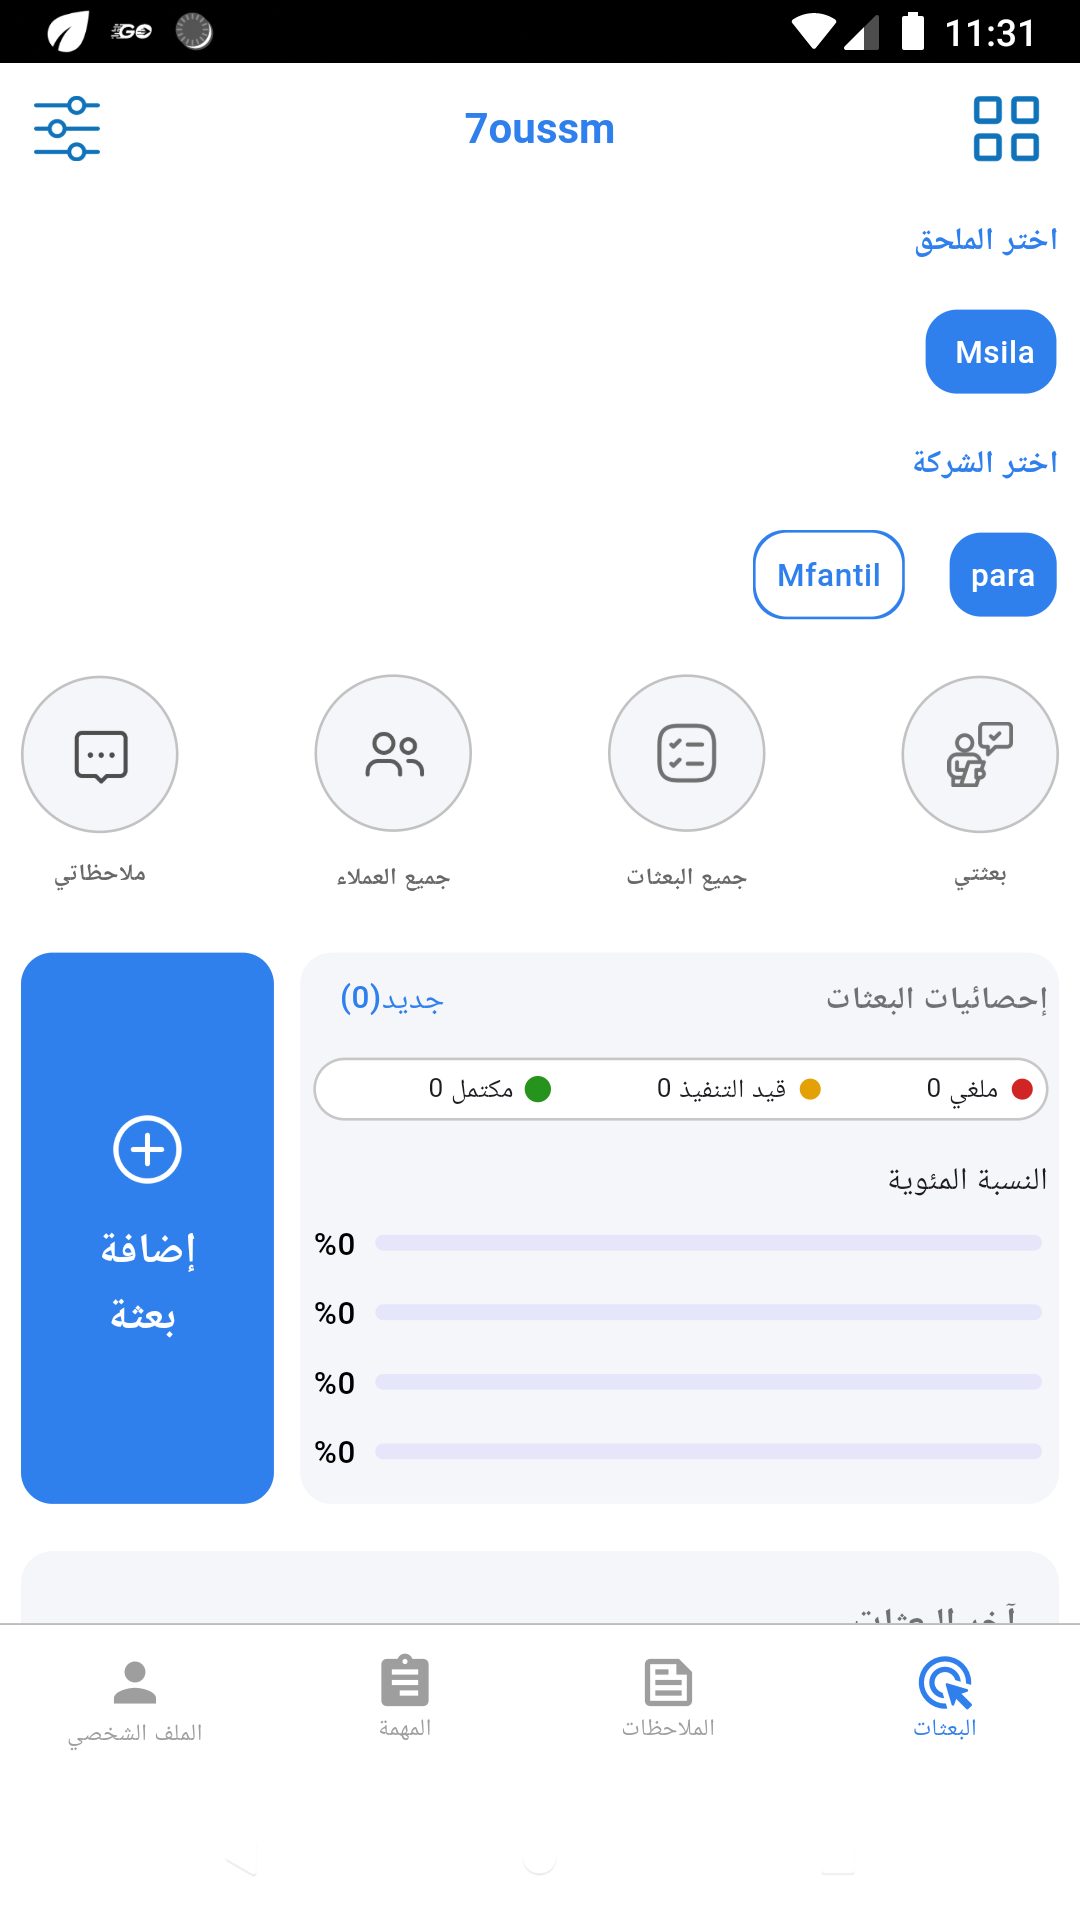 11:31
7oussm
اختر الملحق
Msila
اختر الشركة
para
Mfantil
بعثتي
جميع البعثات
جميع العملاء
ملاحظاتي
إحصائيات البعثات
جديد(0)
ملغي 0
قيد التنفيذ 0
مكتمل 0
النسبة المئوية
%0
%0
%0
%0
إضافة
بعثة
آخر البعثات
البعثات
الملاحظات
المهمة
الملف الشخصي